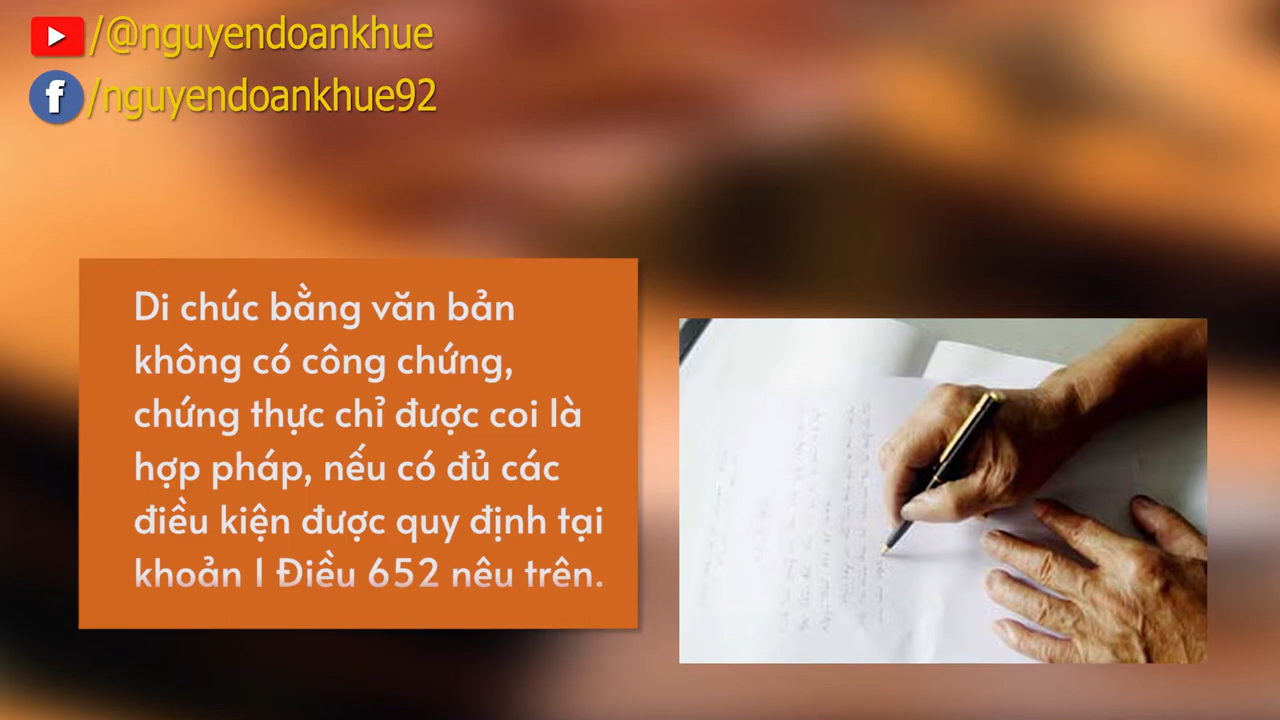 /@nguyendoankhue
/nguyendoankhue92
Di chúc bằng văn bản
không có công chứng,
chứng thực chỉ được coi là
hợp pháp, nếu có đủ các
điều kiện được quy định tại
khoản 1 Điều 652 nêu trên.